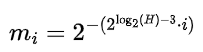 $m_i = 2^{-(2^{\log_2(H)-3} \cdot i)}$